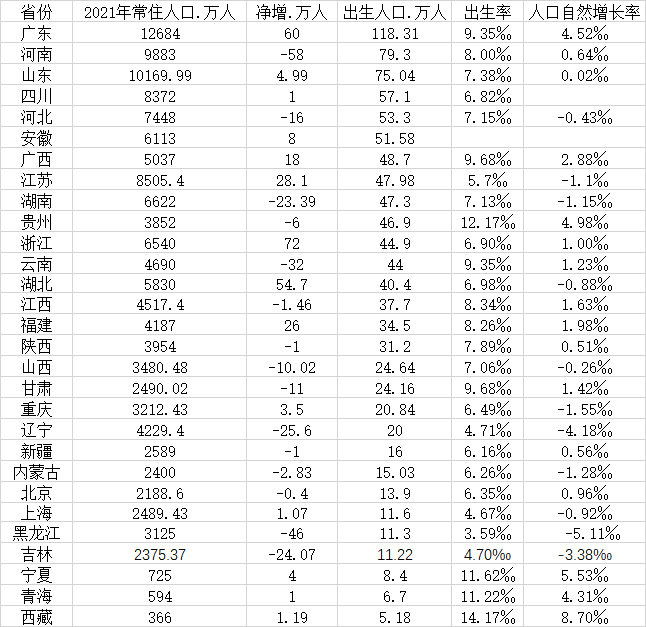 省份 2021年常住人口.万人 净增.万人 出生人口.万人 出生率 人口自然增长率
广东 12684 60 118.31 9.35‰ 4.52‰
河南 9883 -58 79.3 8.00‰ 0.64‰
山东 10169.99 4.99 75.04 7.38‰ 0.02‰
四川 8372 1 57.1 6.82‰
河北 7448 -16 53.3 7.15‰ -0.43‰
安徽 6113 8 51.58
广西 5037 18 48.7 9.68‰ 2.88‰
江苏 8505.4 28.1 47.98 5.7‰ -1.1‰
湖南 6622 -23.39 47.3 7.13‰ -1.15‰
贵州 3852 -6 46.9 12.17‰ 4.98‰
浙江 6540 72 44.9 6.90‰ 1.00‰
云南 4690 -32 44 9.35‰ 1.23‰
湖北 5830 54.7 40.4 6.98‰ -0.88‰
江西 4517.4 -1.46 37.7 8.34‰ 1.63‰
福建 4187 26 34.5 8.26‰ 1.98‰
陕西 3954 -1 31.2 7.89‰ 0.51‰
山西 3480.48 -10.02 24.64 7.06‰ -0.26‰
甘肃 2490.02 -11 24.16 9.68‰ 1.42‰
重庆 3212.43 3.5 20.84 6.49‰ -1.55‰
辽宁 4229.4 -25.6 20 4.71‰ -4.18‰
新疆 2589 -1 16 6.16‰ 0.56‰
内蒙古 2400 -2.83 15.03 6.26‰ -1.28‰
北京 2188.6 -0.4 13.9 6.35‰ 0.96‰
上海 2489.43 1.07 11.6 4.67‰ -0.92‰
黑龙江 3125 -46 11.3 3.59‰ -5.11‰
吉林 2375.37 -24.07 11.22 4.70‰ -3.38‰
宁夏 725 4 8.4 11.62‰ 5.53‰
青海 594 1 6.7 11.22‰ 4.31‰
西藏 366 1.19 5.18 14.17‰ 8.70‰